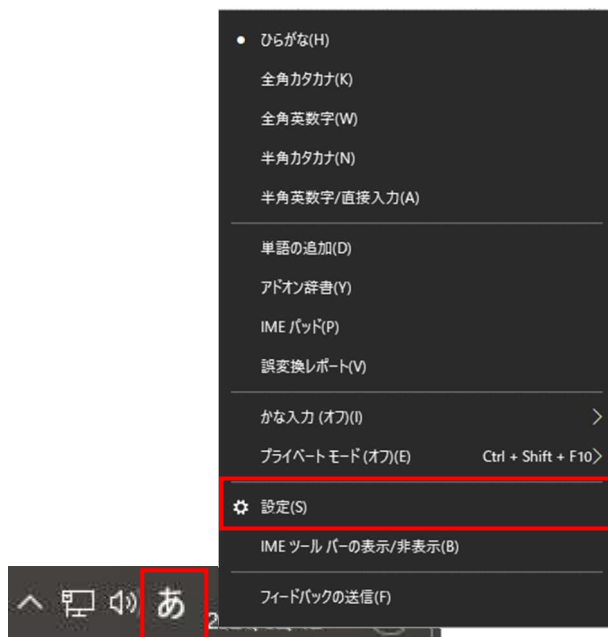 ひらがな(H)
全角カタカナ(K)
全角英数字(W)
半角カタカナ(N)
半角英数字/直接入力(A)
単語の追加(D)
アドオン辞書(Y)
IME パッド(P)
誤変換レポート(V)
かな入力 (オフ)(I)
プライベート モード (オフ)(E) Ctrl + Shift + F10
設定(S)
IME ツール バーの表示/非表示(B)
フィードバックの送信(F)
あ